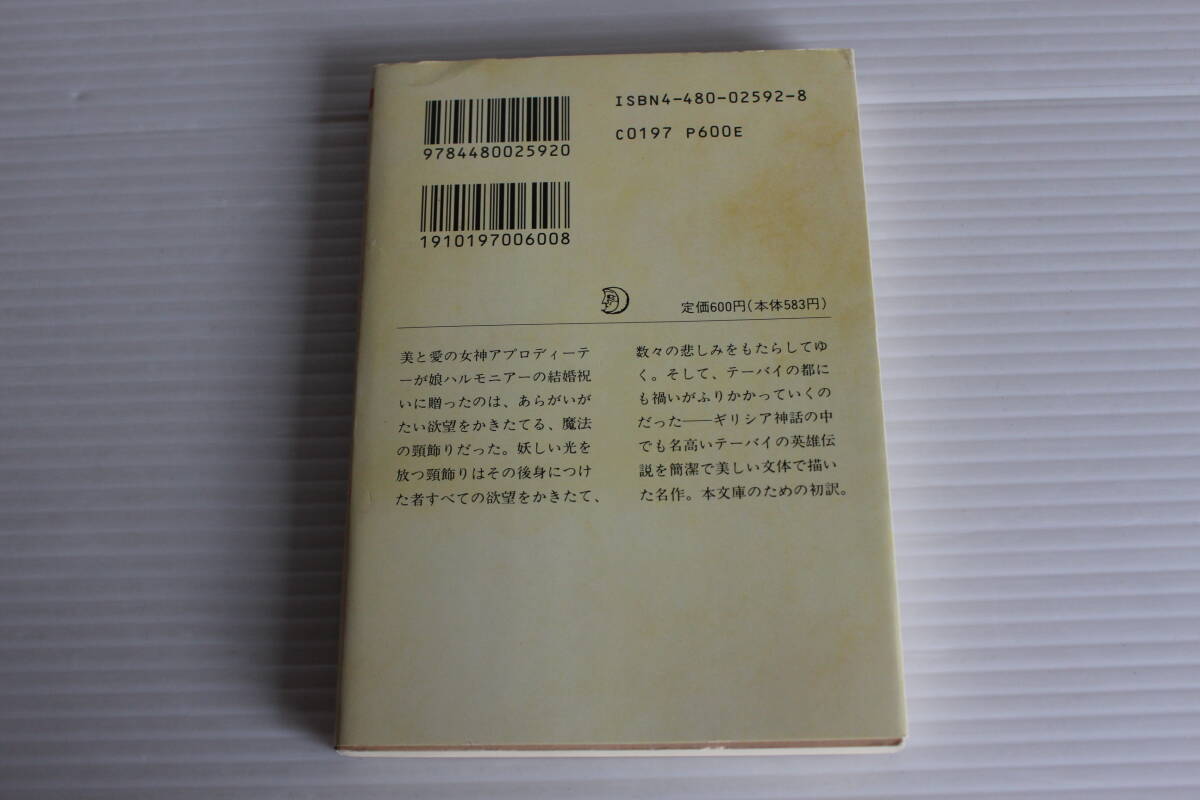 ISBN4-480-02592-8
C0197 P600E
9784480025920
1910197006008
定価600円(本体583円)
美と愛の女神アプロディーテ
ーが娘ハルモニアーの結婚祝
いに贈ったのは、あらがいが
たい欲望をかきたてる、魔法
の頸飾りだった。妖しい光を
放つ頸飾りはその後身につけ
た者すべての欲望をかきたて、
数々の悲しみをもたらしてゆ
く。そして、テーバイの都に
も禍いがふりかかっていくの
だった──ギリシア神話の中
でも名高いテーバイの英雄伝
説を簡潔で美しい文体で描い
た名作。本文庫のための初訳。